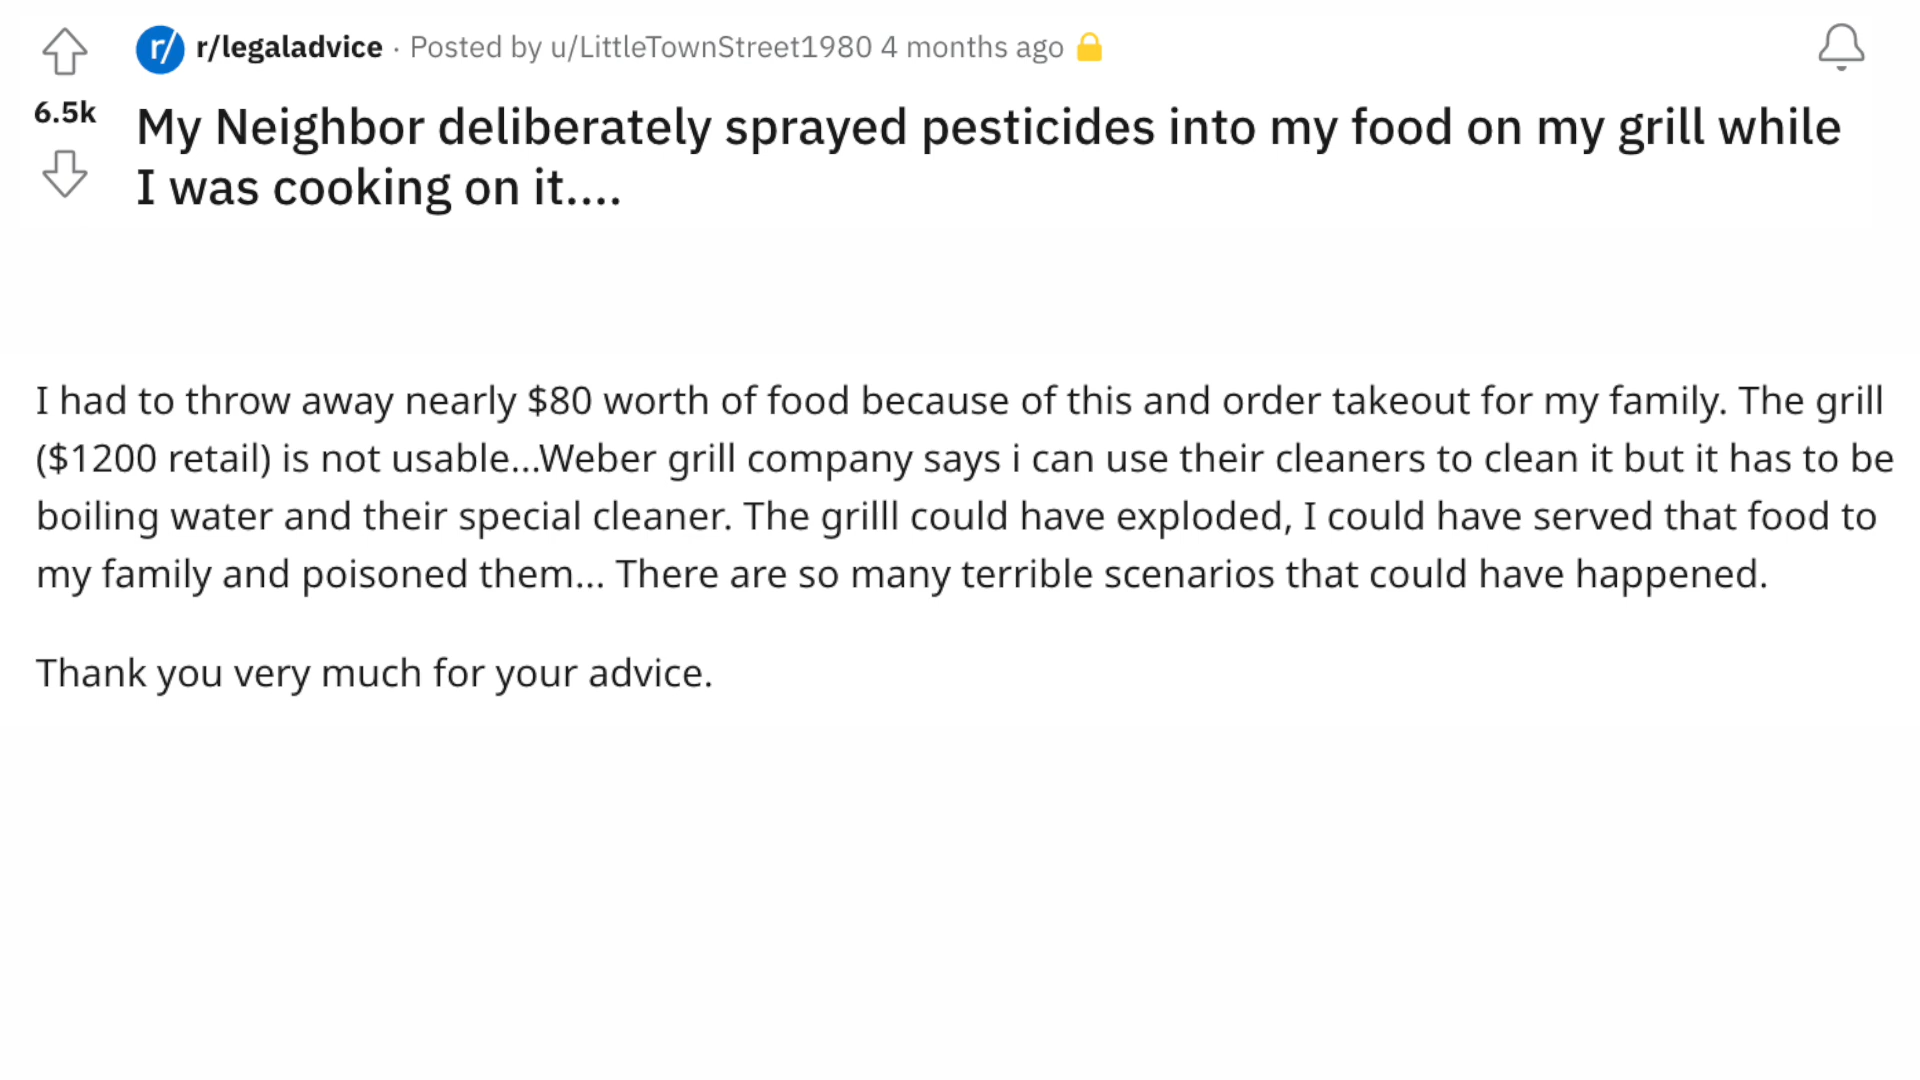 r/ r/legaladvice · Posted by u/LittleTownStreet1980 4 months ago
6.5k
My Neighbor deliberately sprayed pesticides into my food on my grill while
I was cooking on it....
I had to throw away nearly $80 worth of food because of this and order takeout for my family. The grill
($1200 retail) is not usable...Weber grill company says i can use their cleaners to clean it but it has to be
boiling water and their special cleaner. The grilll could have exploded, I could have served that food to
my family and poisoned them... There are so many terrible scenarios that could have happened.
Thank you very much for your advice.